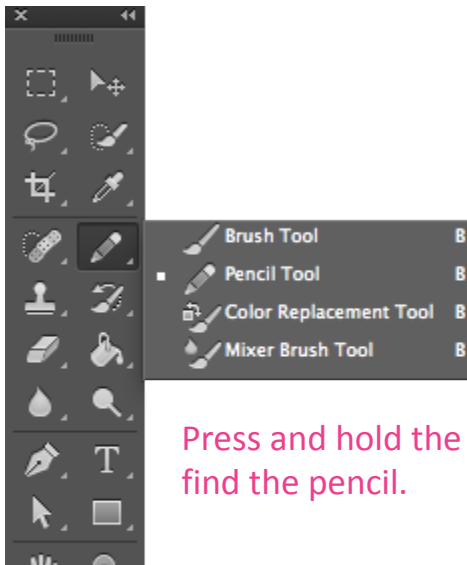 Brush Tool B
Pencil Tool B
Color Replacement Tool B
Mixer Brush Tool B
Press and hold the
find the pencil.